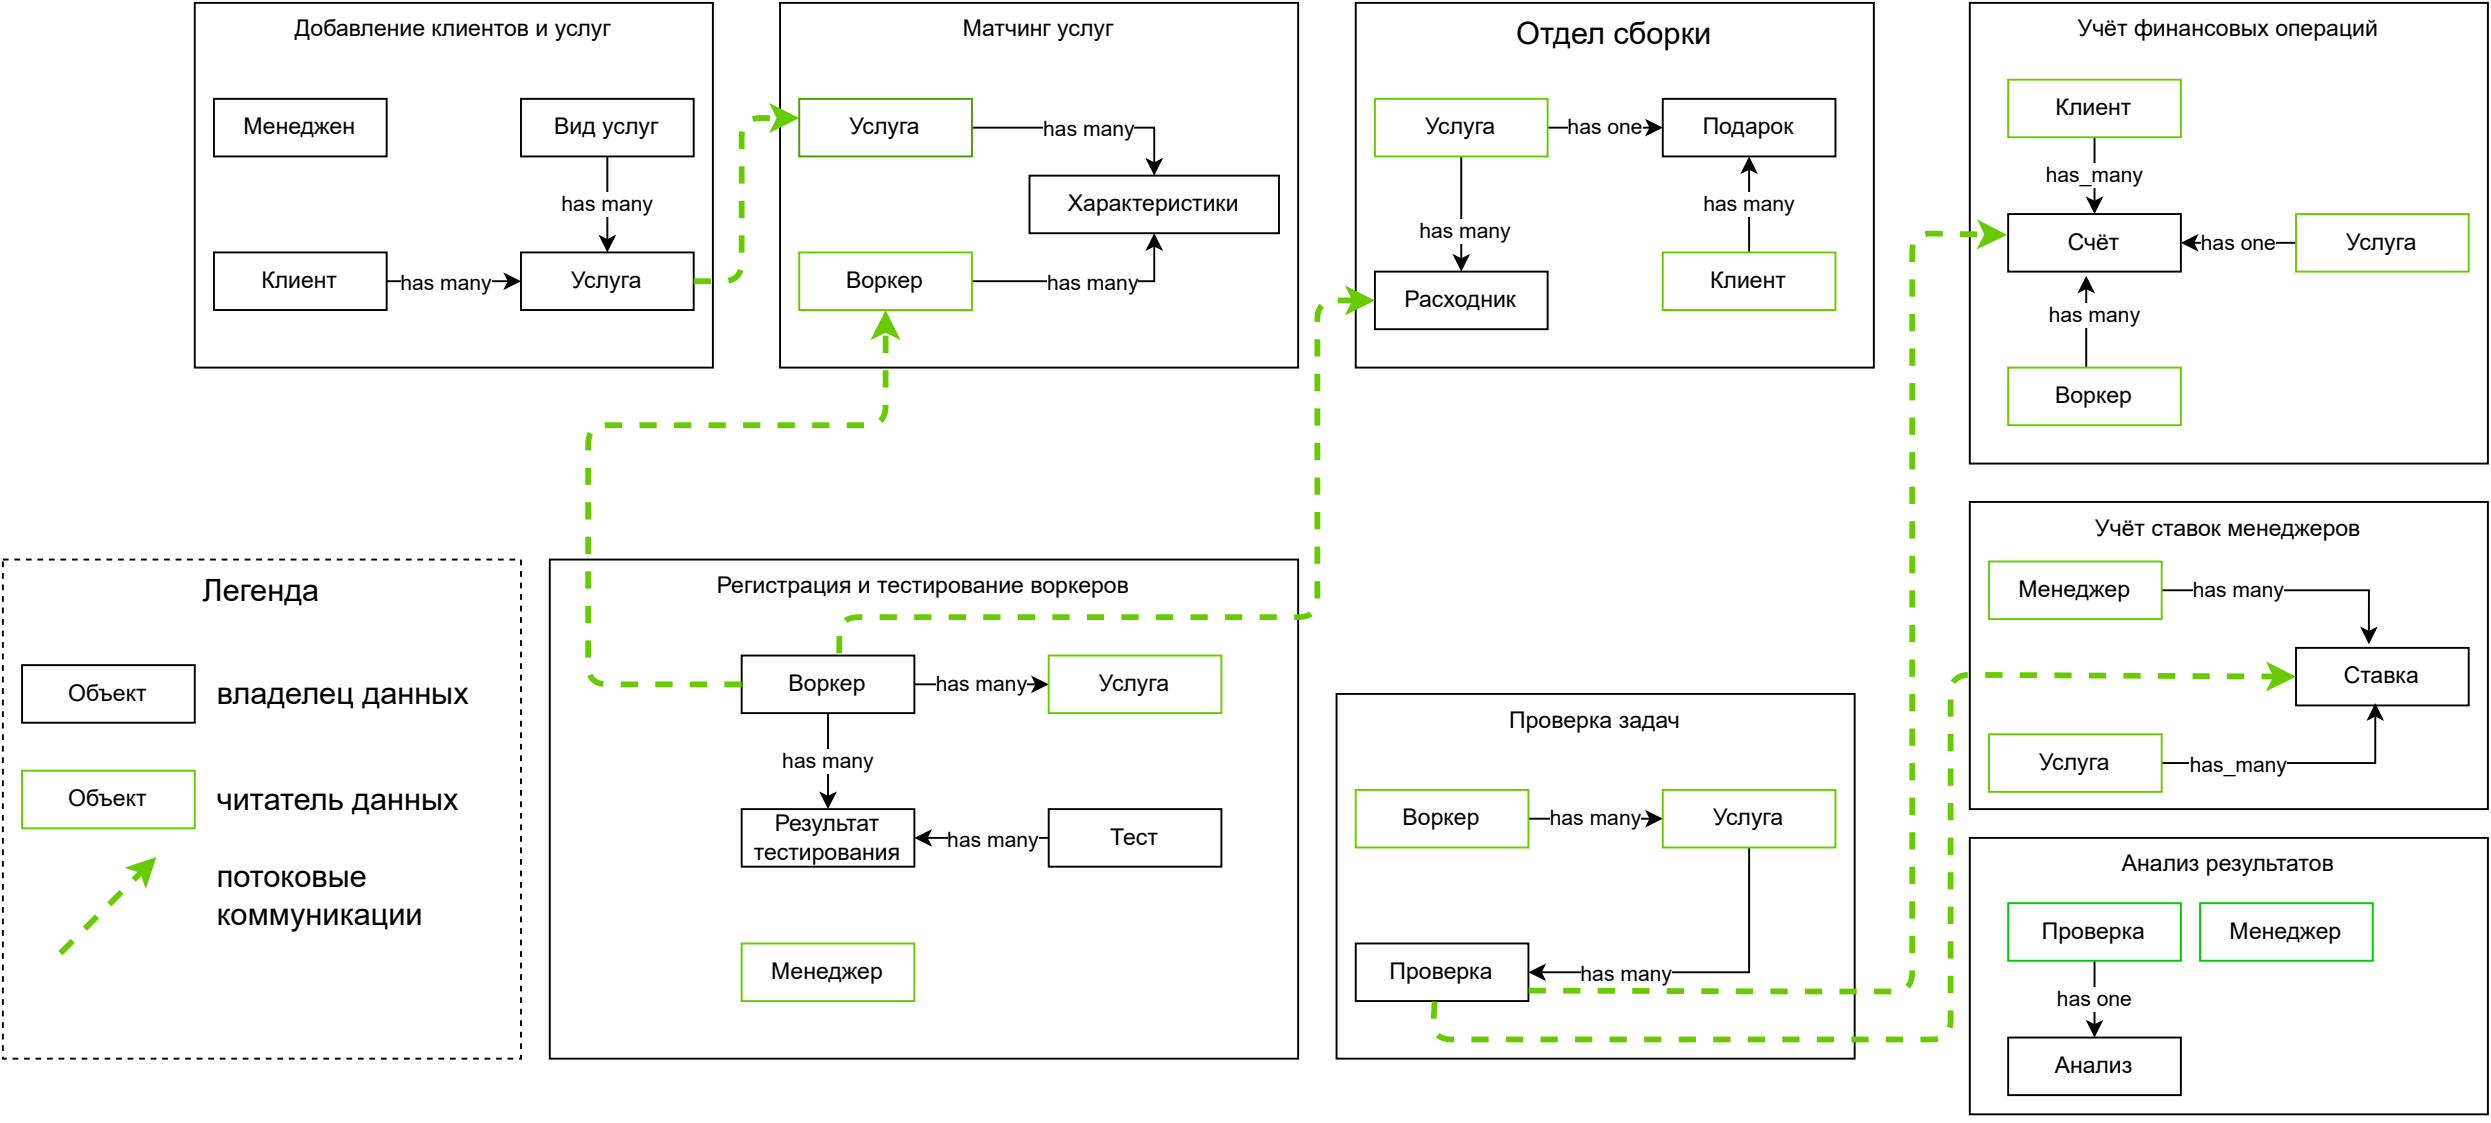 Добавление клиентов и услуг
Менеджен
Вид услуг
has many
Клиент
has many
Услуга
Матчинг услуг
Услуга
has many
Характеристики
Воркер
has many
Отдел сборки
Услуга
has one
Подарок
has many
has many
Расходник
Клиент
Учёт финансовых операций
Клиент
has_many
Счёт
has one
Услуга
has many
Воркер
Легенда
Объект
владелец данных
Объект
читатель данных
потоковые
коммуникации
Регистрация и тестирование воркеров
Воркер
has many
Услуга
has many
Результат
тестирования
has many
Тест
Менеджер
Проверка задач
Воркер
has many
Услуга
Проверка
has many
Учёт ставок менеджеров
Менеджер
has many
Ставка
Услуга
has_many
Анализ результатов
Проверка
Менеджер
has one
Анализ